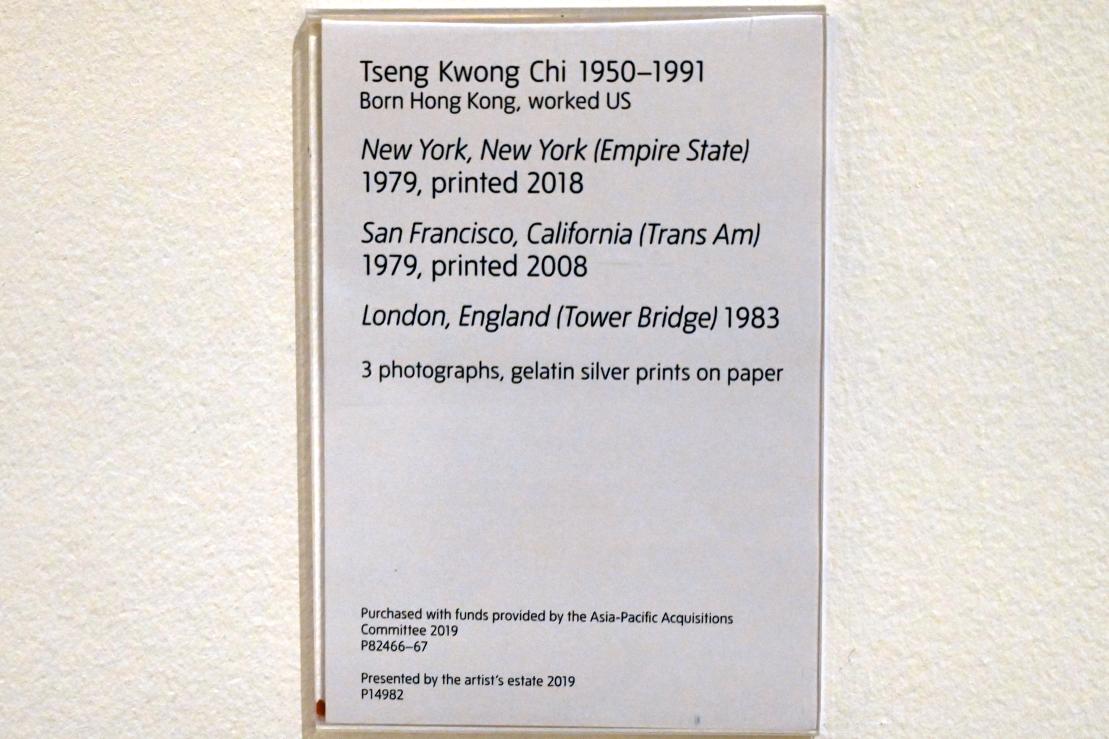 Tseng Kwong Chi 1950–1991
Born Hong Kong, worked US
New York, New York (Empire State)
1979, printed 2018
San Francisco, California (Trans Am)
1979, printed 2008
London, England (Tower Bridge) 1983
3 photographs, gelatin silver prints on paper
Purchased with funds provided by the Asia-Pacific Acquisitions
Committee 2019
P82466–67
Presented by the artist's estate 2019
P14982